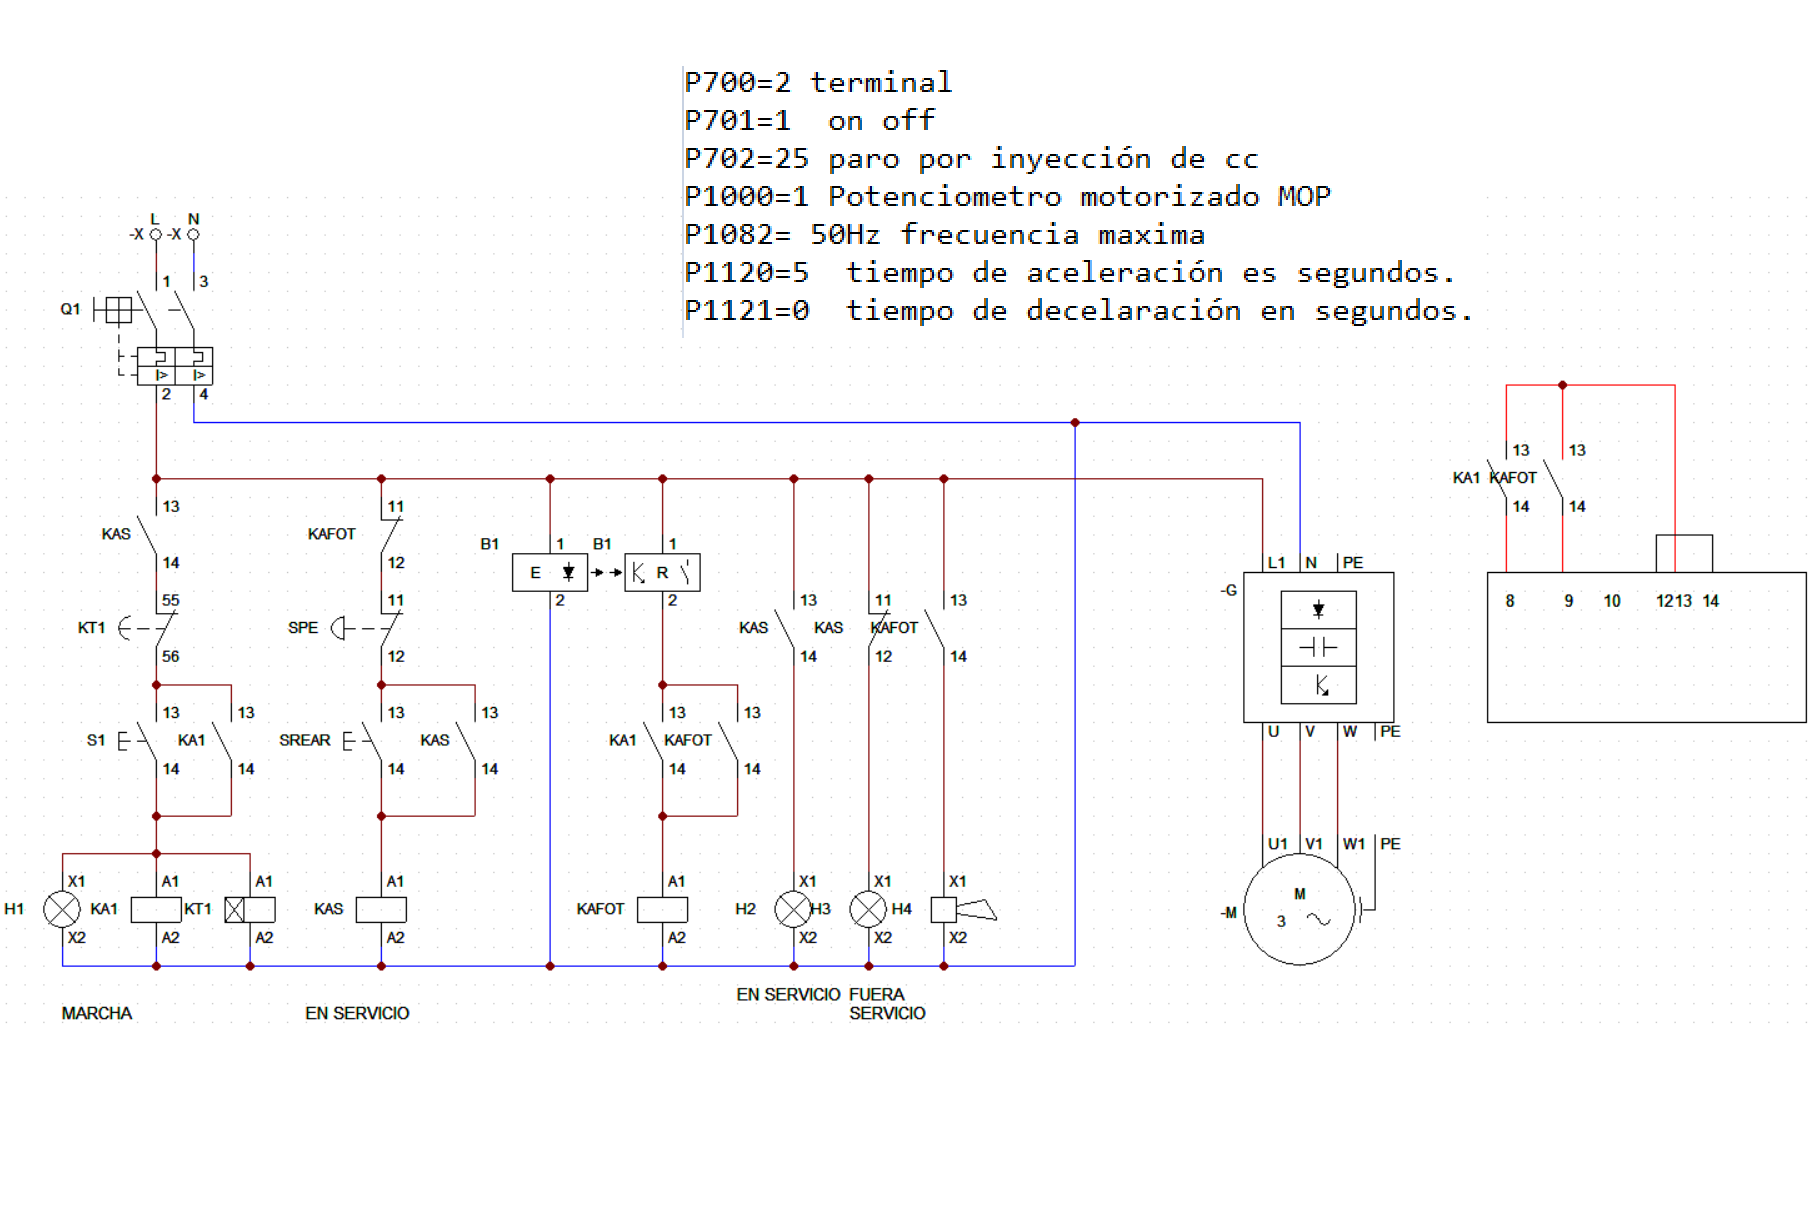 P700=2 terminal
P701=1 on off
P702=25 paro por inyección de cc
P1000=1 Potenciometro motorizado MOP
P1082= 50Hz frecuencia maxima
P1120=5 tiempo de aceleración es segundos.
P1121=0 tiempo de decelaración en segundos.
L N
-X -X
1 3
Q1
I> I>
2 4
13 11
KAS KAFOT
14 12
B1 1 B1 1
E R
2 2
55 11 13 11 13
KT1 SPE KAS KAS KAFOT
56 12 14 12 14
13 13 13 13 13 13
S1 KA1 SREAR KAS KA1 KAFOT
14 14 14 14 14 14
X1 A1 A1 A1 A1 X1 X1 X1
H1 KA1 KT1 KAS KAFOT H2 H3 H4
X2 A2 A2 A2 A2 X2 X2 X2
MARCHA
EN SERVICIO
EN SERVICIO
FUERA
SERVICIO
L1 N PE
-G
U V W PE
U1 V1 W1 PE
-M
M
3
13 13
KA1 KAFOT
14 14
8 9 10 12 13 14